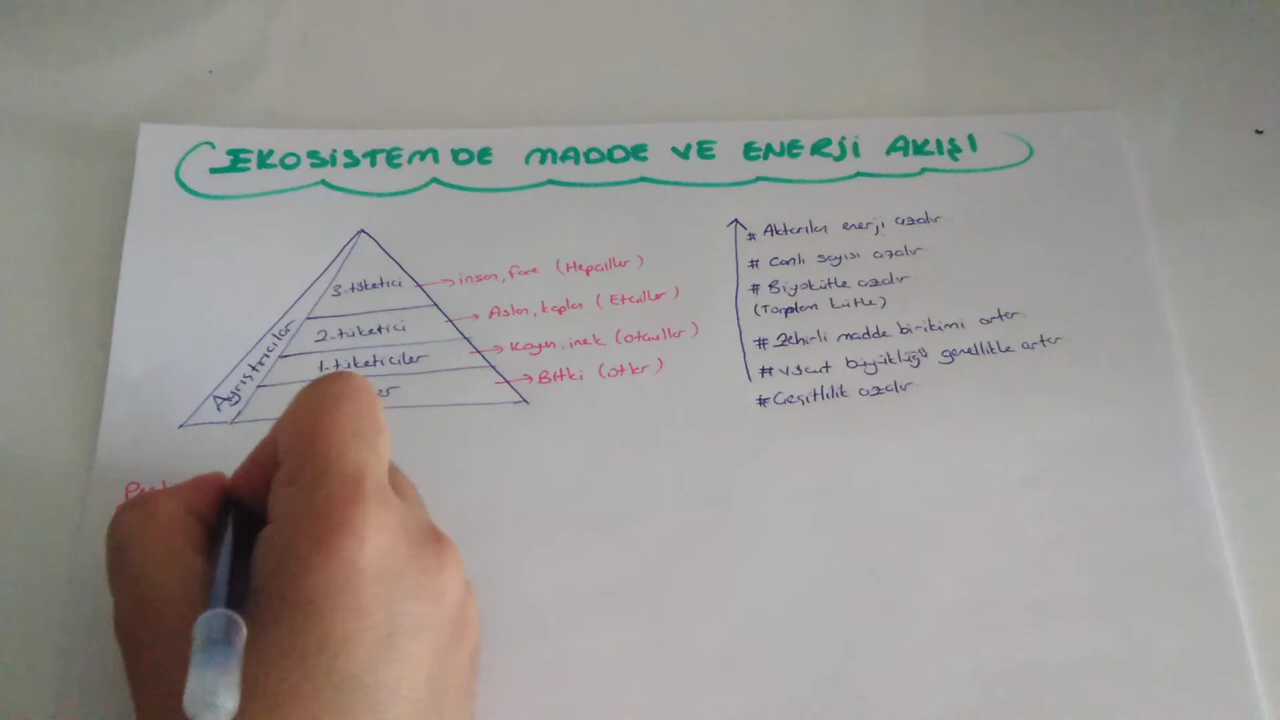 EKOSİSTEMDE MADDE VE ENERJİ AKIŞI
3-tüketici
2-tüketici
1-tüketiciler
Ayrıştırıcılar
insan, fare (Hepçiller)
Aslan, kaplan (Etçiller)
Koyun, inek (otçullar)
Bitki (otlar)
# Aktarılan enerji azalır
# Canlı sayısı azalır
# Biyokütle azalır
(Toplam kütle)
# Zehirli madde birikimi artar
# Vücut büyüklüğü genellikle artar
# Çeşitlilik azalır